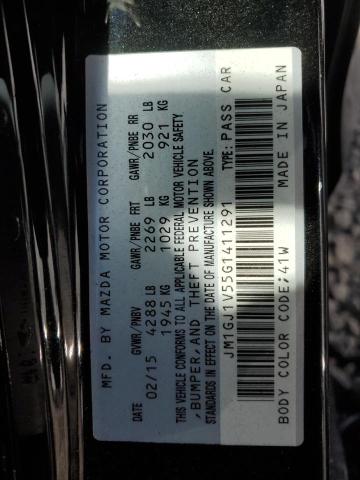 MFD. BY MAZDA MOTOR CORPORATION
DATE GVWR/PNBV GAWR/PNBE FRT GAWR/PNBE RR
02/15 4288 LB 2269 LB 2030 LB
1945 KG 1029 KG 921 KG
THIS VEHICLE CONFORMS TO ALL APPLICABLE FEDERAL MOTOR VEHICLE SAFETY
, BUMPER, AND THEFT PREVENTION
STANDARDS IN EFFECT ON THE DATE OF MANUFACTURE SHOWN ABOVE.
JM1GJ1V55G1411291 TYPE: PASS CAR
BODY COLOR CODE:41W MADE IN JAPAN